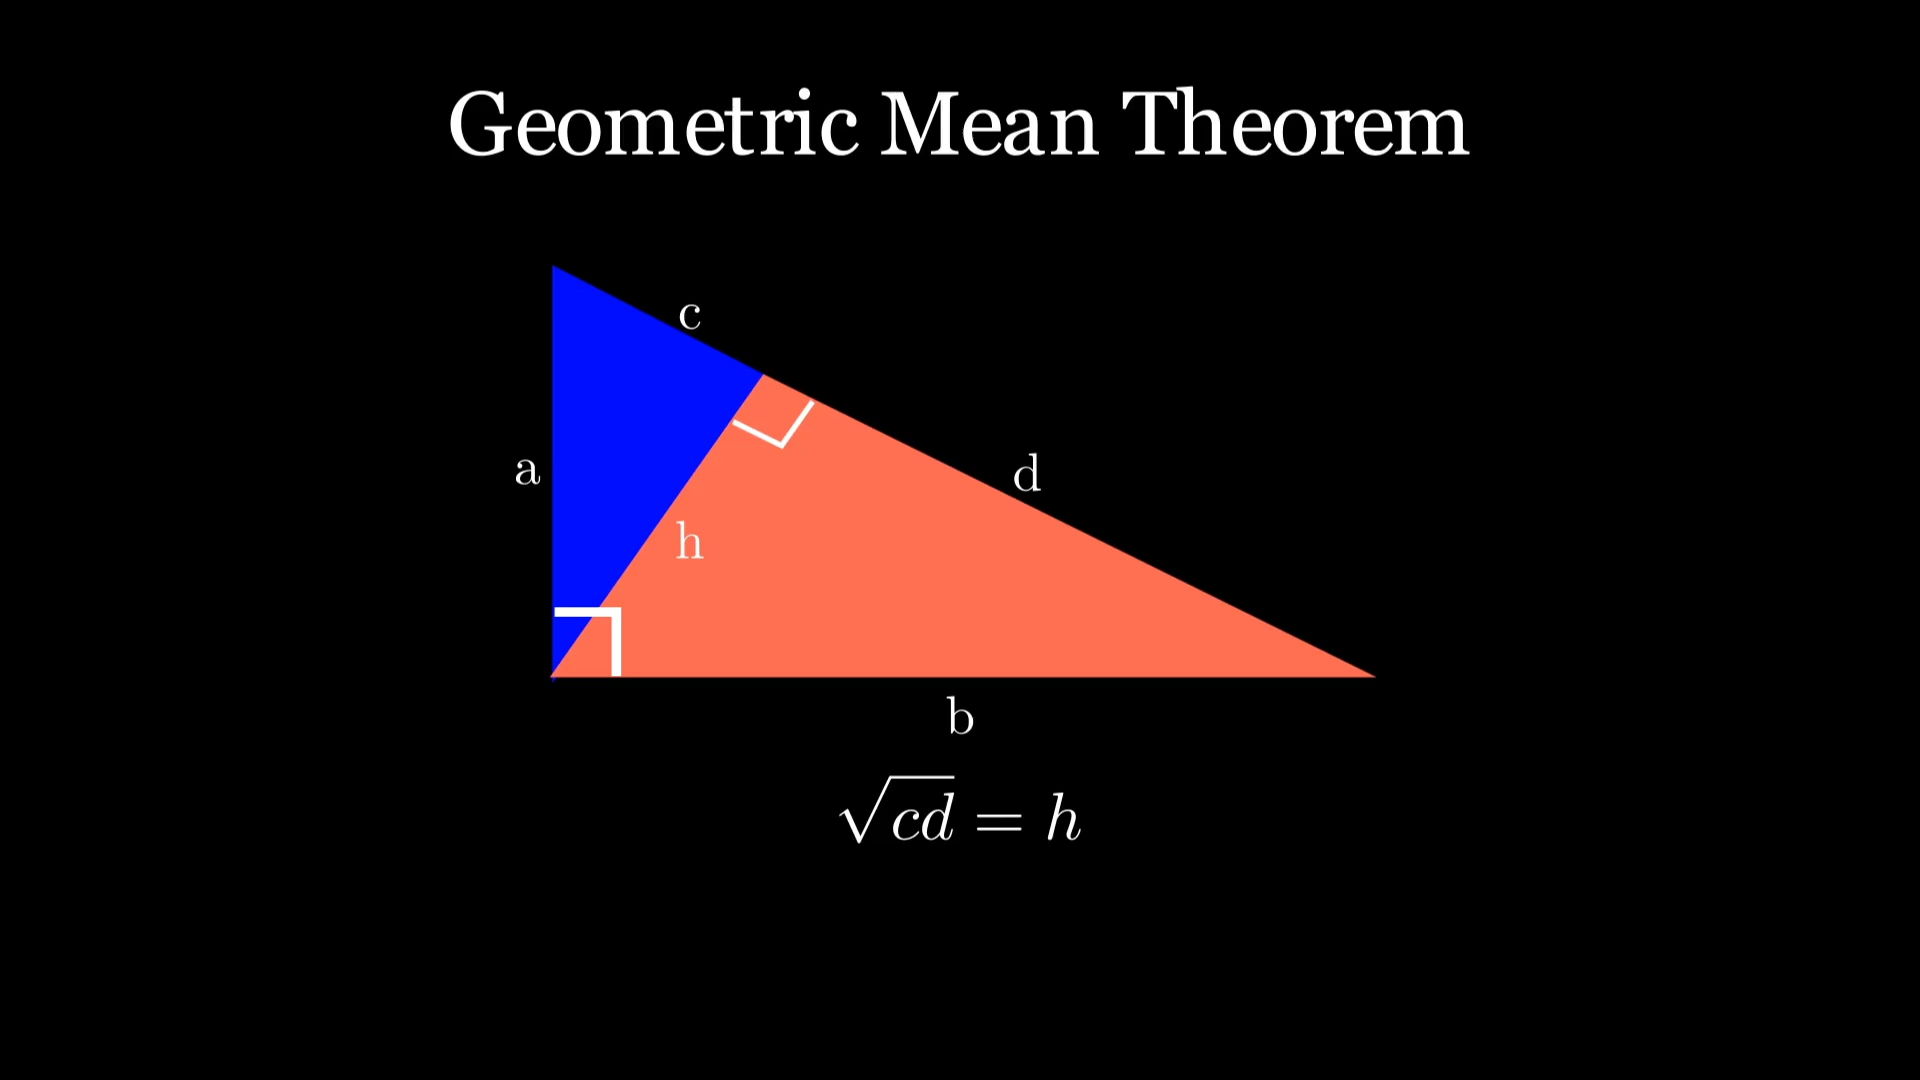 Geometric Mean Theorem
c
a
d
h
b
√cd = h